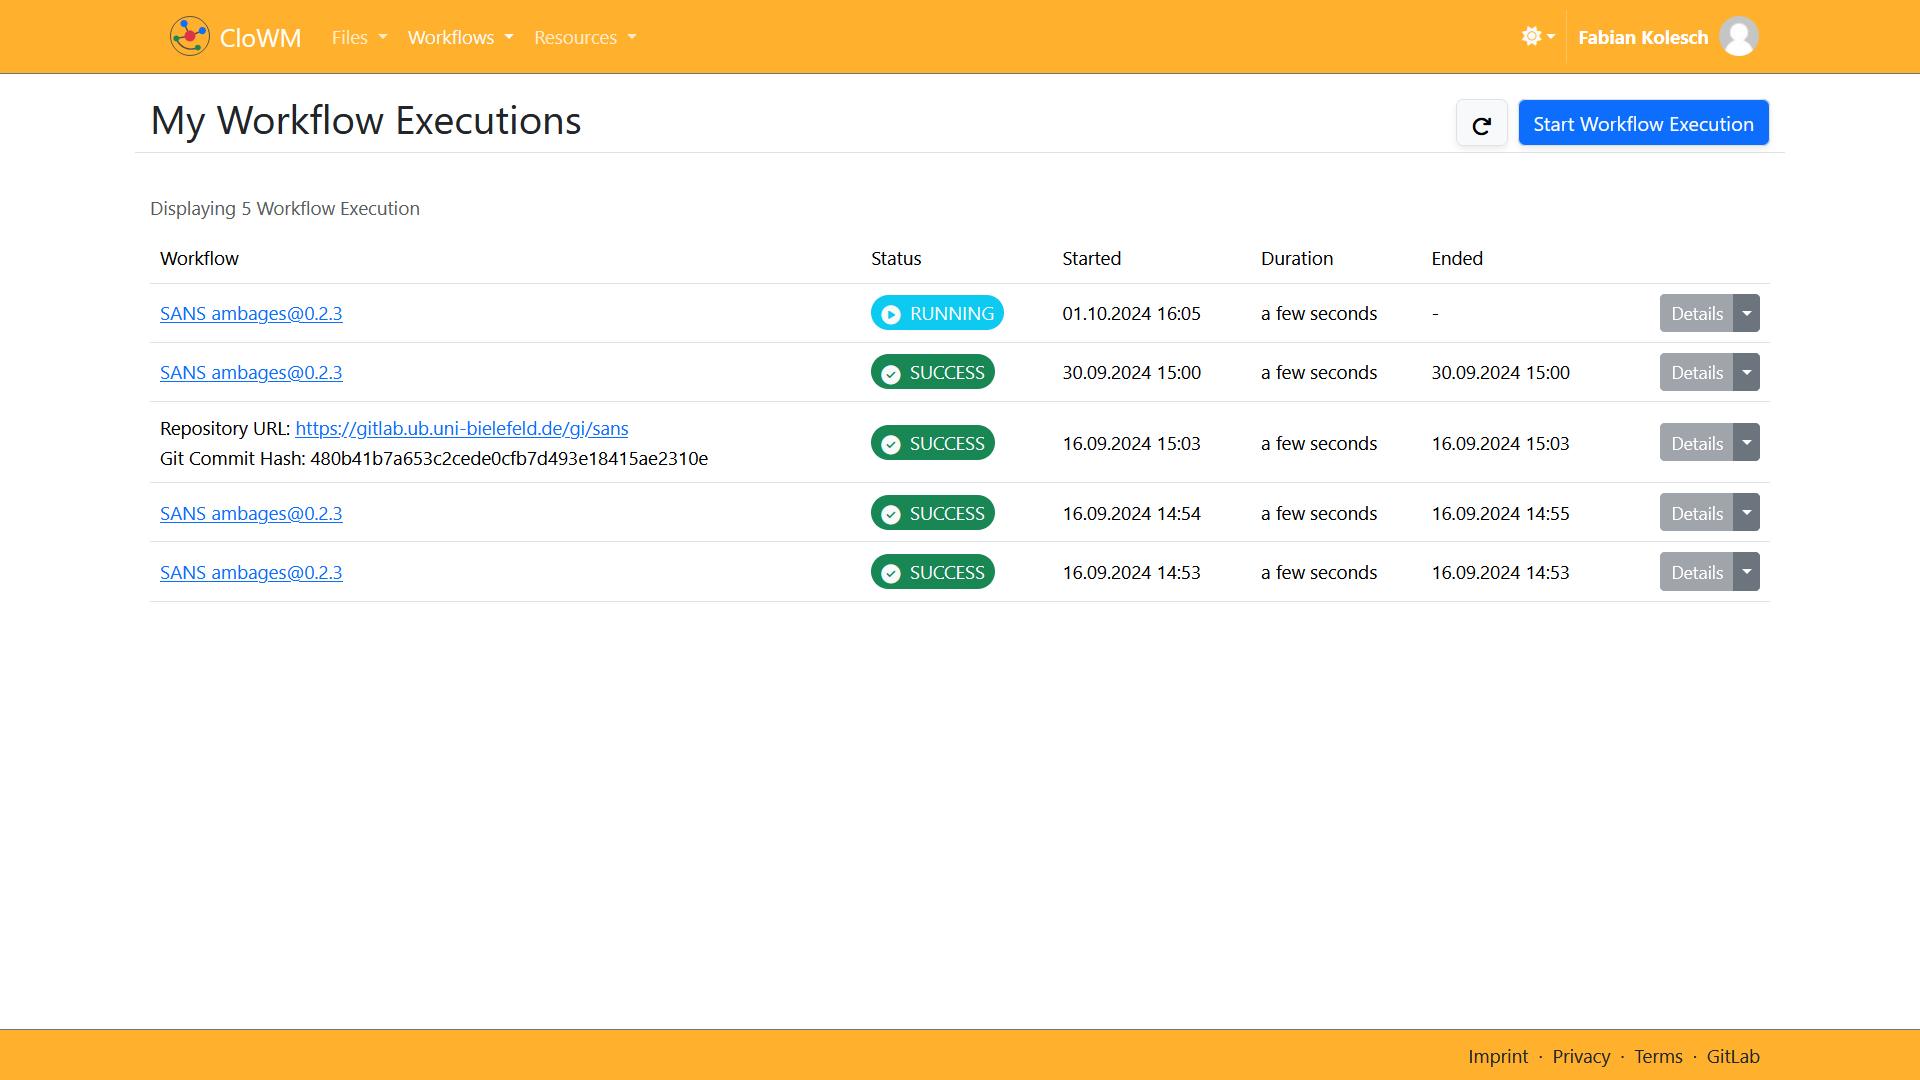 CloWM Files Workflows Resources Fabian Kolesch
My Workflow Executions Start Workflow Execution
Displaying 5 Workflow Execution
Workflow Status Started Duration Ended
SANS ambages@0.2.3 RUNNING 01.10.2024 16:05 a few seconds - Details
SANS ambages@0.2.3 SUCCESS 30.09.2024 15:00 a few seconds 30.09.2024 15:00 Details
Repository URL: https://gitlab.ub.uni-bielefeld.de/gi/sans
Git Commit Hash: 480b41b7a653c2cede0cfb7d493e18415ae2310e
SUCCESS 16.09.2024 15:03 a few seconds 16.09.2024 15:03 Details
SANS ambages@0.2.3 SUCCESS 16.09.2024 14:54 a few seconds 16.09.2024 14:55 Details
SANS ambages@0.2.3 SUCCESS 16.09.2024 14:53 a few seconds 16.09.2024 14:53 Details
Imprint · Privacy · Terms · GitLab